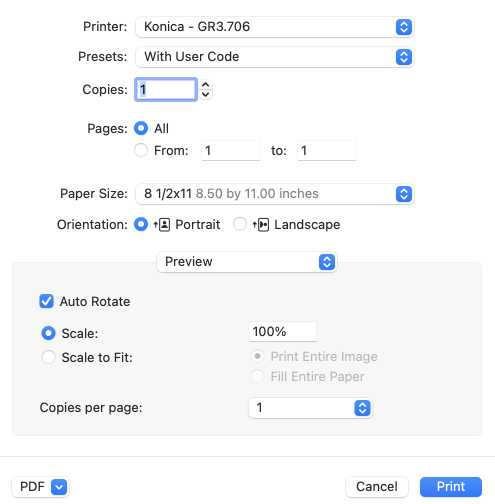 Printer: Konica - GR3.706
Presets: With User Code
Copies: 1
Pages: All
From: 1 to: 1
Paper Size: 8 1/2x11 8.50 by 11.00 inches
Orientation: Portrait Landscape
Preview
Auto Rotate
Scale: 100%
Scale to Fit: Print Entire Image
Fill Entire Paper
Copies per page: 1
PDF Cancel Print